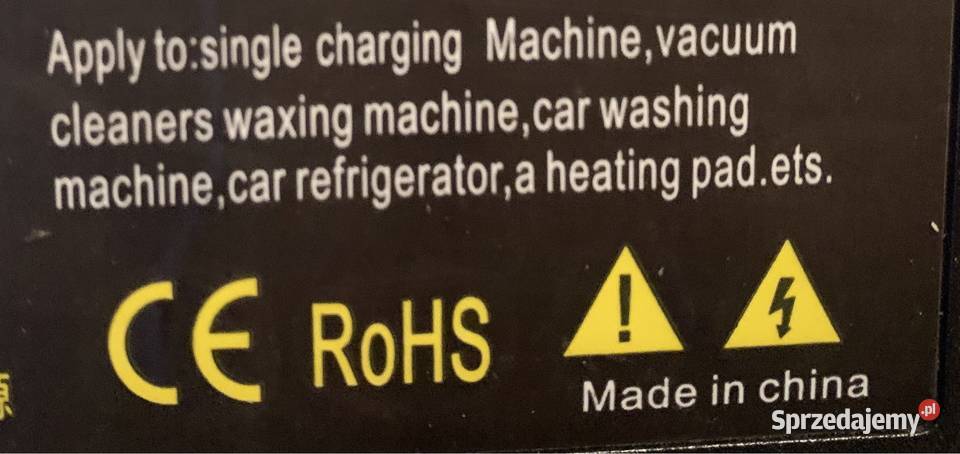 Apply to:single charging Machine,vacuum
cleaners waxing machine,car washing
machine,car refrigerator,a heating pad.ets.
CE RoHS
源
Made in china
Sprzedajemy.pl